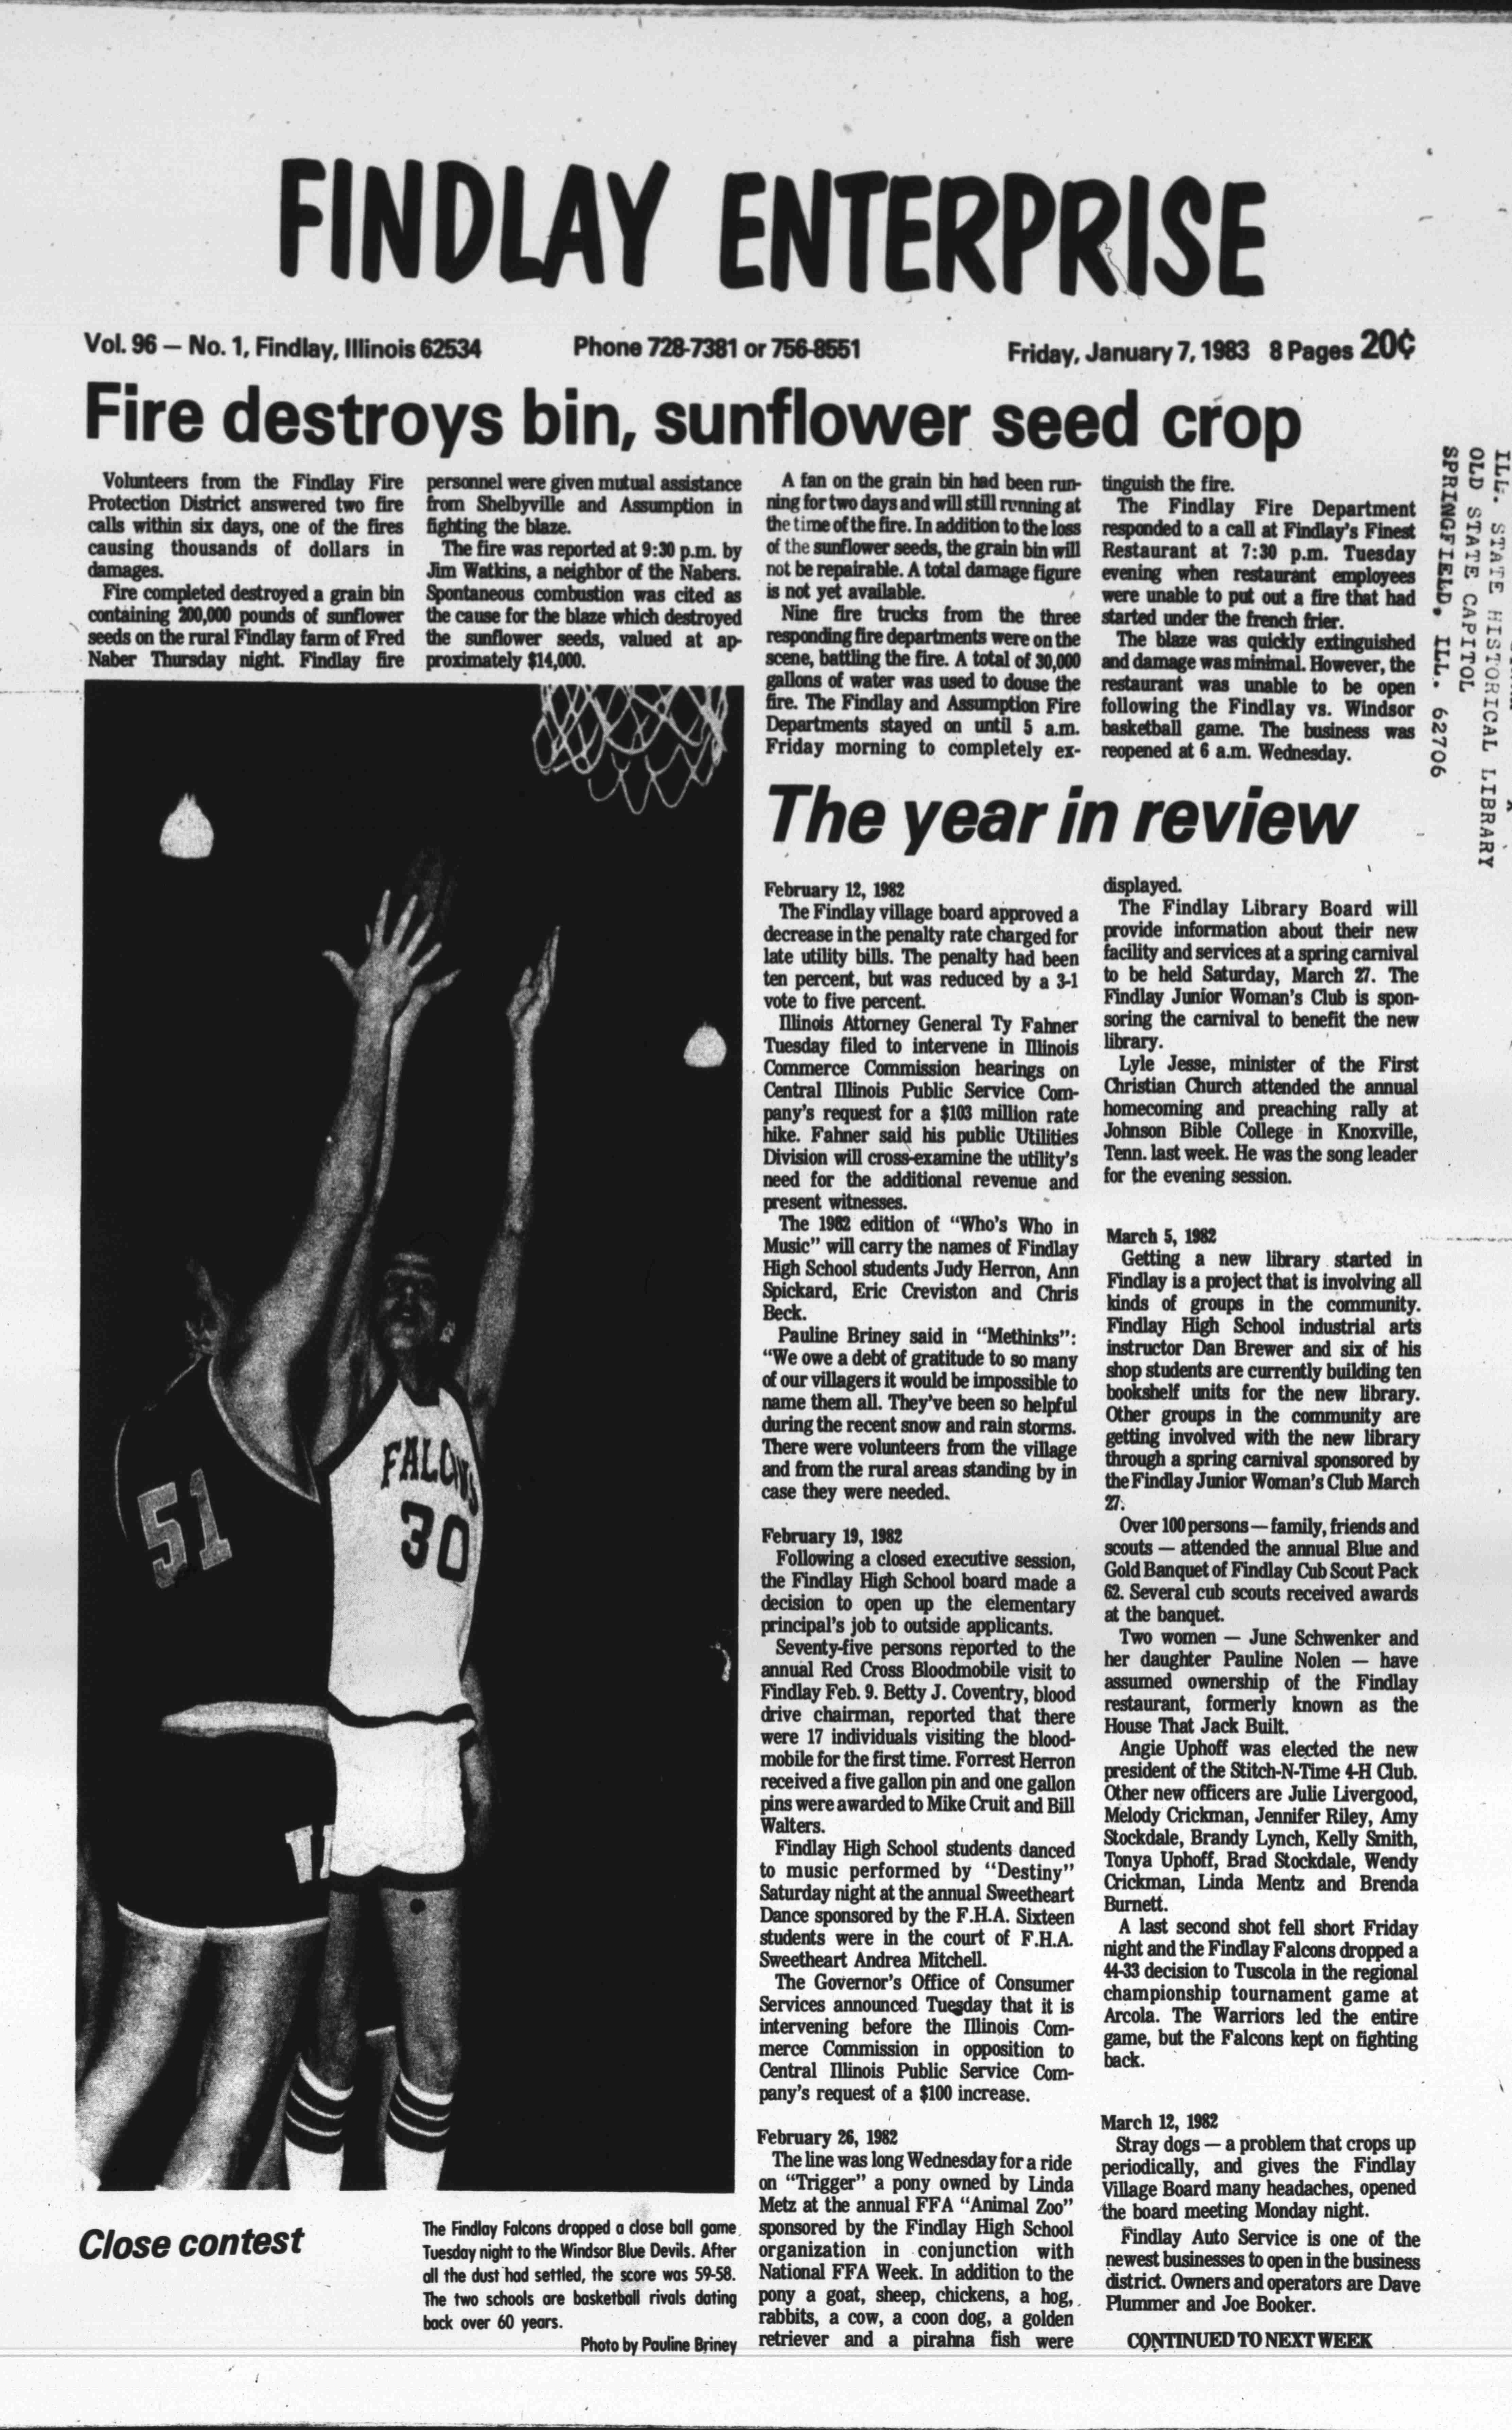 FINDLAY ENTERPRISE
Vol. 96 — No. 1, Findlay, Illinois 62534
Phone 728-7381 or 756-8551
Friday, January 7, 1983 8 Pages 20¢
Fire destroys bin, sunflower seed crop
Volunteers from the Findlay Fire
Protection District answered two fire
calls within six days, one of the fires
causing thousands of dollars in
damages.
Fire completed destroyed a grain bin
containing 200,000 pounds of sunflower
seeds on the rural Findlay farm of Fred
Naber Thursday night. Findlay fire
personnel were given mutual assistance
from Shelbyville and Assumption in
fighting the blaze.
The fire was reported at 9:30 p.m. by
Jim Watkins, a neighbor of the Nabers.
Spontaneous combustion was cited as
the cause for the blaze which destroyed
the sunflower seeds, valued at ap-
proximately $14,000.
A fan on the grain bin had been run-
ning for two days and will still running at
the time of the fire. In addition to the loss
of the sunflower seeds, the grain bin will
not be repairable. A total damage figure
is not yet available.
Nine fire trucks from the three
responding fire departments were on the
scene, battling the fire. A total of 30,000
gallons of water was used to douse the
fire. The Findlay and Assumption Fire
Departments stayed on until 5 a.m.
Friday morning to completely ex-
tinguish the fire.
The Findlay Fire Department
responded to a call at Findlay's Finest
Restaurant at 7:30 p.m. Tuesday
evening when restaurant employees
were unable to put out a fire that had
started under the french frier.
The blaze was quickly extinguished
and damage was minimal. However, the
restaurant was unable to be open
following the Findlay vs. Windsor
basketball game. The business was
reopened at 6 a.m. Wednesday.
ILL. STATE HISTORICAL LIBRARY
OLD STATE CAPITOL
SPRINGFIELD, ILL. 62706
FALCONS
30
51
Close contest
The Findlay Falcons dropped a close ball game
Tuesday night to the Windsor Blue Devils. After
all the dust had settled, the score was 59-58.
The two schools are basketball rivals dating
back over 60 years.
Photo by Pauline Briney
The year in review
February 12, 1982
The Findlay village board approved a
decrease in the penalty rate charged for
late utility bills. The penalty had been
ten percent, but was reduced by a 3-1
vote to five percent.
Illinois Attorney General Ty Fahner
Tuesday filed to intervene in Illinois
Commerce Commission hearings on
Central Illinois Public Service Com-
pany's request for a $103 million rate
hike. Fahner said his public Utilities
Division will cross-examine the utility's
need for the additional revenue and
present witnesses.
The 1982 edition of "Who's Who in
Music" will carry the names of Findlay
High School students Judy Herron, Ann
Spickard, Eric Creviston and Chris
Beck.
Pauline Briney said in "Methinks":
"We owe a debt of gratitude to so many
of our villagers it would be impossible to
name them all. They've been so helpful
during the recent snow and rain storms.
There were volunteers from the village
and from the rural areas standing by in
case they were needed.
February 19, 1982
Following a closed executive session,
the Findlay High School board made a
decision to open up the elementary
principal's job to outside applicants.
Seventy-five persons reported to the
annual Red Cross Bloodmobile visit to
Findlay Feb. 9. Betty J. Coventry, blood
drive chairman, reported that there
were 17 individuals visiting the blood-
mobile for the first time. Forrest Herron
received a five gallon pin and one gallon
pins were awarded to Mike Cruit and Bill
Walters.
Findlay High School students danced
to music performed by "Destiny"
Saturday night at the annual Sweetheart
Dance sponsored by the F.H.A. Sixteen
students were in the court of F.H.A.
Sweetheart Andrea Mitchell.
The Governor's Office of Consumer
Services announced Tuesday that it is
intervening before the Illinois Com-
merce Commission in opposition to
Central Illinois Public Service Com-
pany's request of a $100 increase.
February 26, 1982
The line was long Wednesday for a ride
on "Trigger" a pony owned by Linda
Metz at the annual FFA "Animal Zoo"
sponsored by the Findlay High School
organization in conjunction with
National FFA Week. In addition to the
pony a goat, sheep, chickens, a hog,
rabbits, a cow, a coon dog, a golden
retriever and a pirahna fish were
displayed.
The Findlay Library Board will
provide information about their new
facility and services at a spring carnival
to be held Saturday, March 27. The
Findlay Junior Woman's Club is spon-
soring the carnival to benefit the new
library.
Lyle Jesse, minister of the First
Christian Church attended the annual
homecoming and preaching rally at
Johnson Bible College in Knoxville,
Tenn. last week. He was the song leader
for the evening session.
March 5, 1982
Getting a new library started in
Findlay is a project that is involving all
kinds of groups in the community.
Findlay High School industrial arts
instructor Dan Brewer and six of his
shop students are currently building ten
bookshelf units for the new library.
Other groups in the community are
getting involved with the new library
through a spring carnival sponsored by
the Findlay Junior Woman's Club March
27.
Over 100 persons — family, friends and
scouts — attended the annual Blue and
Gold Banquet of Findlay Cub Scout Pack
62. Several cub scouts received awards
at the banquet.
Two women — June Schwenker and
her daughter Pauline Nolen — have
assumed ownership of the Findlay
restaurant, formerly known as the
House That Jack Built.
Angie Uphoff was elected the new
president of the Stitch-N-Time 4-H Club.
Other new officers are Julie Livergood,
Melody Crickman, Jennifer Riley, Amy
Stockdale, Brandy Lynch, Kelly Smith,
Tonya Uphoff, Brad Stockdale, Wendy
Crickman, Linda Mentz and Brenda
Burnett.
A last second shot fell short Friday
night and the Findlay Falcons dropped a
44-33 decision to Tuscola in the regional
championship tournament game at
Arcola. The Warriors led the entire
game, but the Falcons kept on fighting
back.
March 12, 1982
Stray dogs — a problem that crops up
periodically, and gives the Findlay
Village Board many headaches, opened
the board meeting Monday night.
Findlay Auto Service is one of the
newest businesses to open in the business
district. Owners and operators are Dave
Plummer and Joe Booker.
CONTINUED TO NEXT WEEK